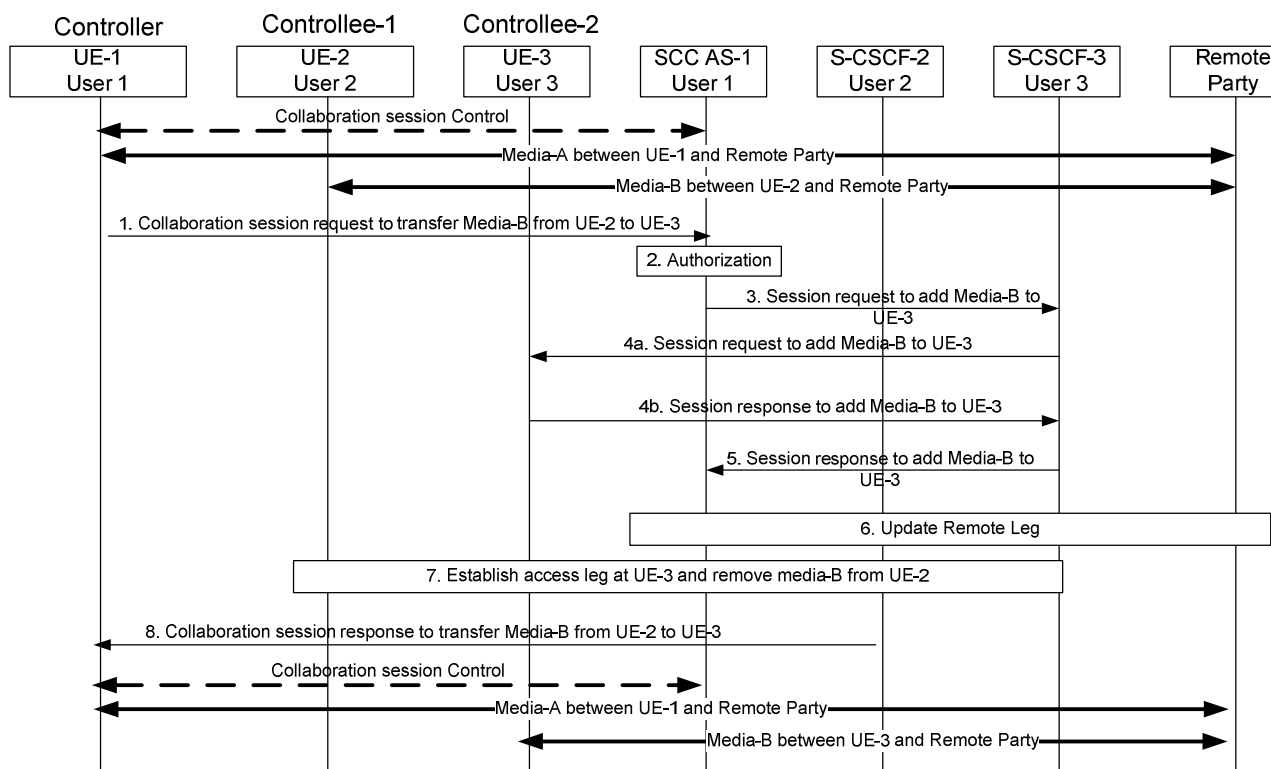 Controller
Controllee-1
Controllee-2
UE-1
User 1
UE-2
User 2
UE-3
User 3
SCC AS-1
User 1
S-CSCF-2
User 2
S-CSCF-3
User 3
Remote
Party
Collaboration session Control
Media-A between UE-1 and Remote Party
Media-B between UE-2 and Remote Party
1. Collaboration session request to transfer Media-B from UE-2 to UE-3
2. Authorization
3. Session request to add Media-B to
UE-3
4a. Session request to add Media-B to UE-3
4b. Session response to add Media-B to UE-3
5. Session response to add Media-B to
UE-3
6. Update Remote Leg
7. Establish access leg at UE-3 and remove media-B from UE-2
8. Collaboration session response to transfer Media-B from UE-2 to UE-3
Collaboration session Control
Media-A between UE-1 and Remote Party
Media-B between UE-3 and Remote Party